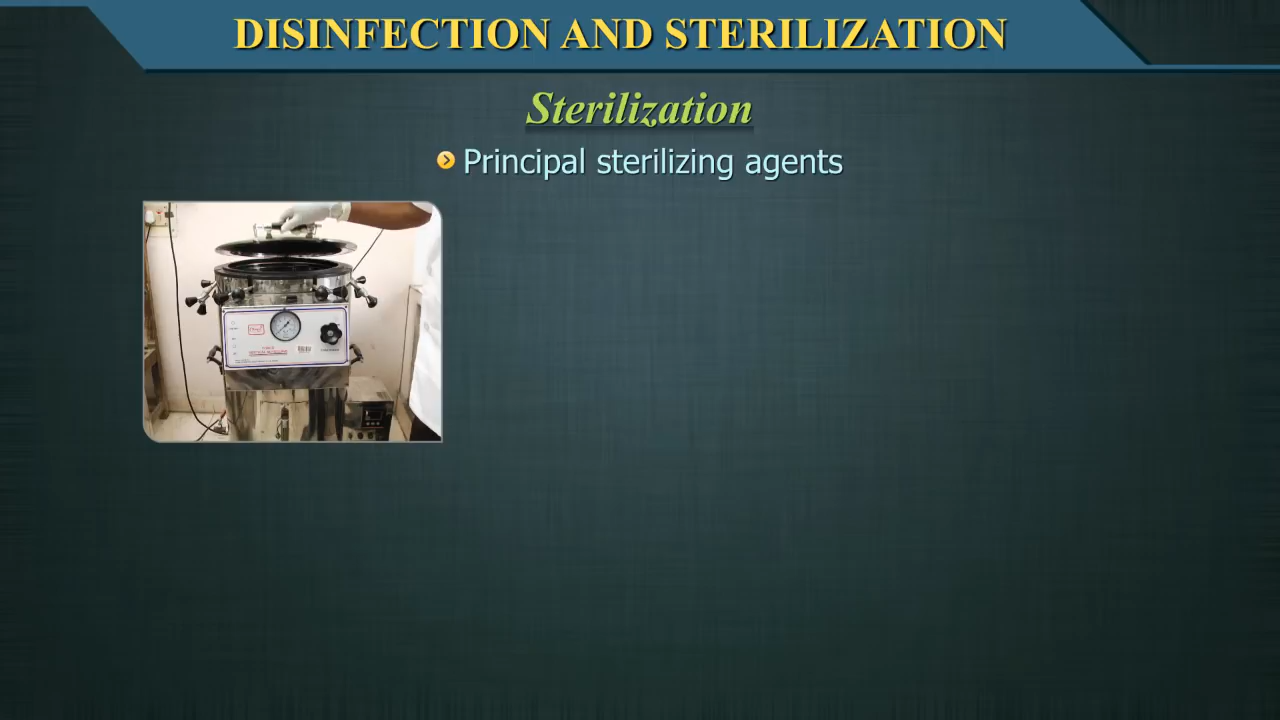 DISINFECTION AND STERILIZATION
Sterilization
Principal sterilizing agents